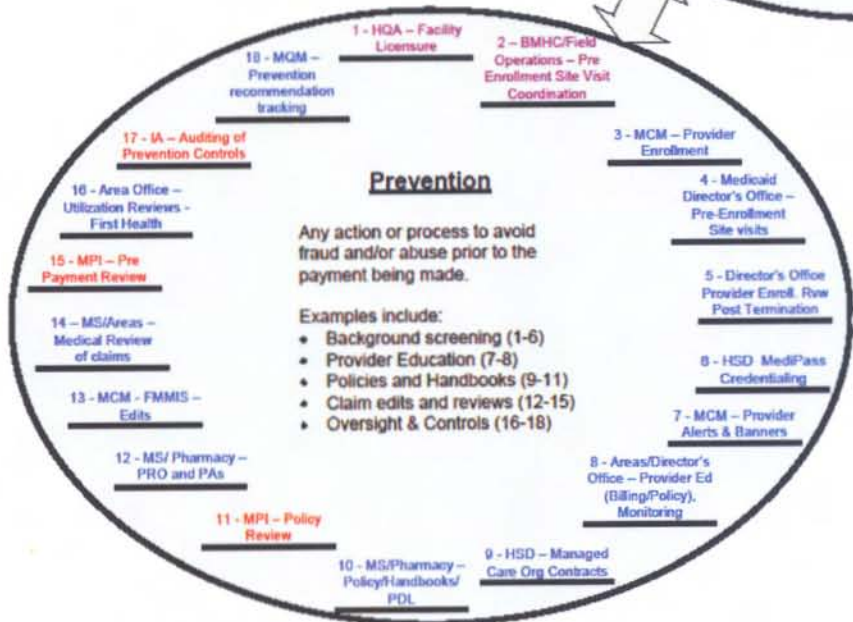 1 - HQA – Facility
Licensure
2 – BMHC/Field
Operations – Pre
Enrollment Site Visit
Coordination
3 - MCM – Provider
Enrollment
4 - Medicaid
Director's Office –
Pre-Enrollment
Site visits
5 - Director's Office
Provider Enroll. Rvw
Post Termination
6 - HSD MediPass
Credentialing
7 - MCM – Provider
Alerts & Banners
8 - Areas/Director's
Office – Provider Ed
(Billing/Policy),
Monitoring
9 - HSD – Managed
Care Org Contracts
10 - MS/Pharmacy –
Policy/Handbooks/
PDL
11 - MPI – Policy
Review
12 - MS/ Pharmacy –
PRO and PAs
13 - MCM - FMMIS –
Edits
14 – MS/Areas –
Medical Review
of claims
15 - MPI – Pre
Payment Review
16 - Area Office –
Utilization Reviews -
First Health
17 - IA – Auditing of
Prevention Controls
18 - MQM –
Prevention
recommendation
tracking
Prevention
Any action or process to avoid
fraud and/or abuse prior to the
payment being made.
Examples include:
• Background screening (1-6)
• Provider Education (7-8)
• Policies and Handbooks (9-11)
• Claim edits and reviews (12-15)
• Oversight & Controls (16-18)